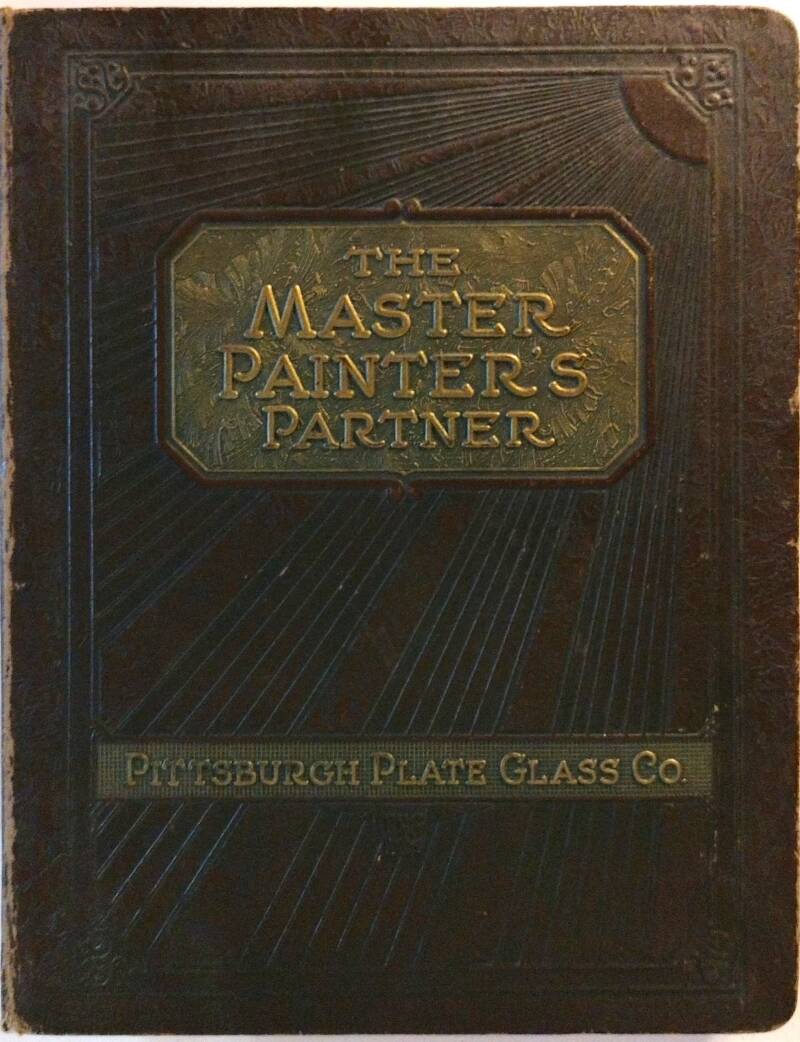 THE
MASTER
PAINTER'S
PARTNER
PITTSBURGH PLATE GLASS CO.